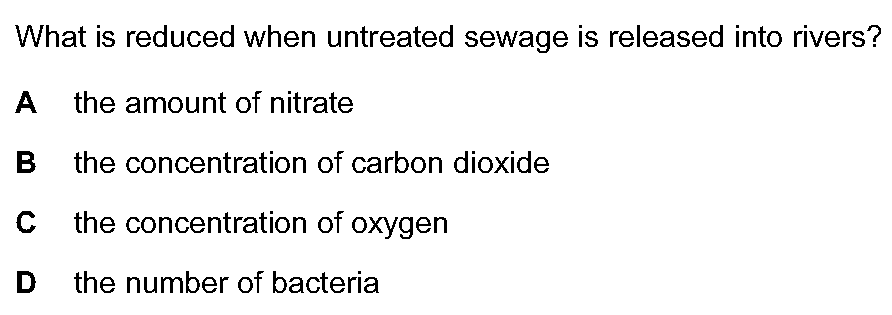 What is reduced when untreated sewage is released into rivers?
A the amount of nitrate
B the concentration of carbon dioxide
C the concentration of oxygen
D the number of bacteria